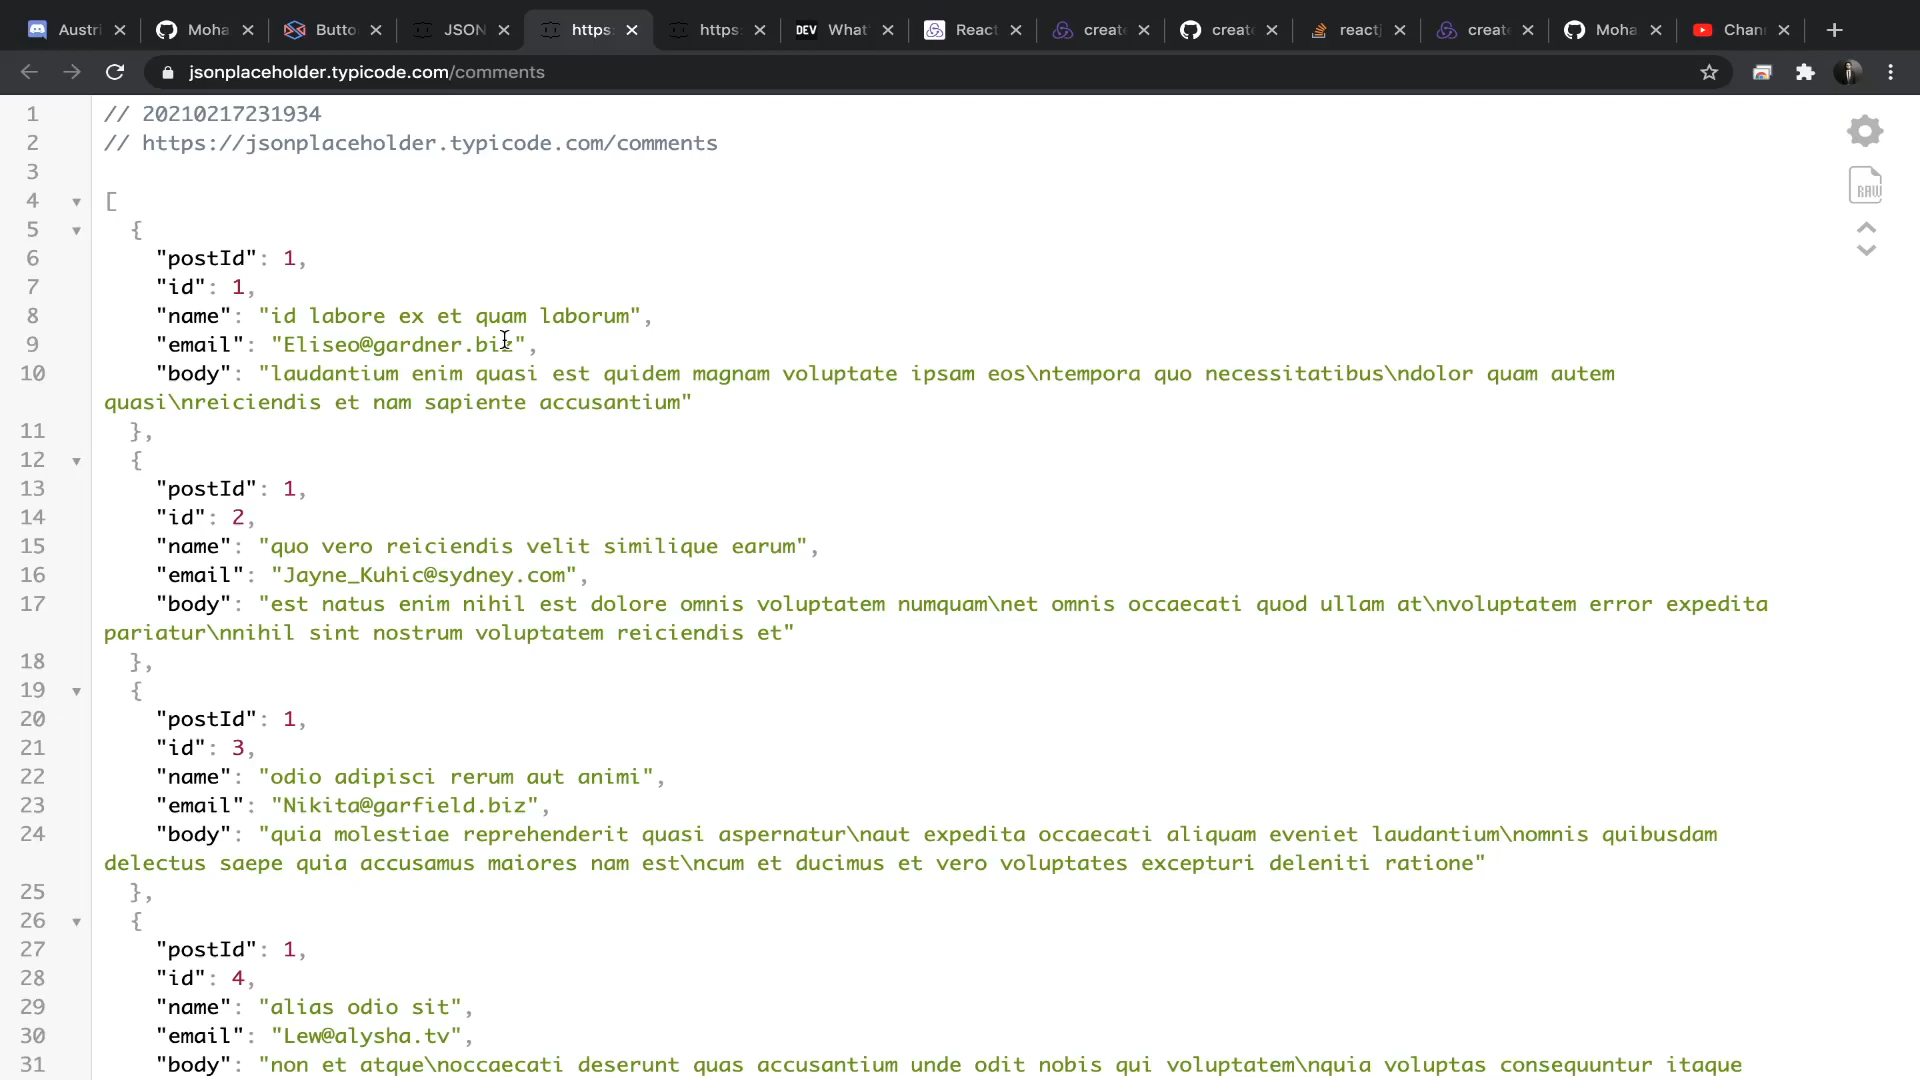 Austri Moha Butto JSON https: https: DEV What' React create create reactj create Moha Chann
jsonplaceholder.typicode.com/comments
1 // 20210217231934
2 // https://jsonplaceholder.typicode.com/comments
3
4 [
5 {
6 "postId": 1,
7 "id": 1,
8 "name": "id labore ex et quam laborum",
9 "email": "Eliseo@gardner.biz",
10 "body": "laudantium enim quasi est quidem magnam voluptate ipsam eos\ntempora quo necessitatibus\ndolor quam autem
quasi\nreiciendis et nam sapiente accusantium"
11 },
12 {
13 "postId": 1,
14 "id": 2,
15 "name": "quo vero reiciendis velit similique earum",
16 "email": "Jayne_Kuhic@sydney.com",
17 "body": "est natus enim nihil est dolore omnis voluptatem numquam\net omnis occaecati quod ullam at\nvoluptatem error expedita
pariatur\nnihil sint nostrum voluptatem reiciendis et"
18 },
19 {
20 "postId": 1,
21 "id": 3,
22 "name": "odio adipisci rerum aut animi",
23 "email": "Nikita@garfield.biz",
24 "body": "quia molestiae reprehenderit quasi aspernatur\naut expedita occaecati aliquam eveniet laudantium\nomnis quibusdam
delectus saepe quia accusamus maiores nam est\ncum et ducimus et vero voluptates excepturi deleniti ratione"
25 },
26 {
27 "postId": 1,
28 "id": 4,
29 "name": "alias odio sit",
30 "email": "Lew@alysha.tv",
31 "body": "non et atque\noccaecati deserunt quas accusantium unde odit nobis qui voluptatem\nquia voluptas consequuntur itaque
RAW